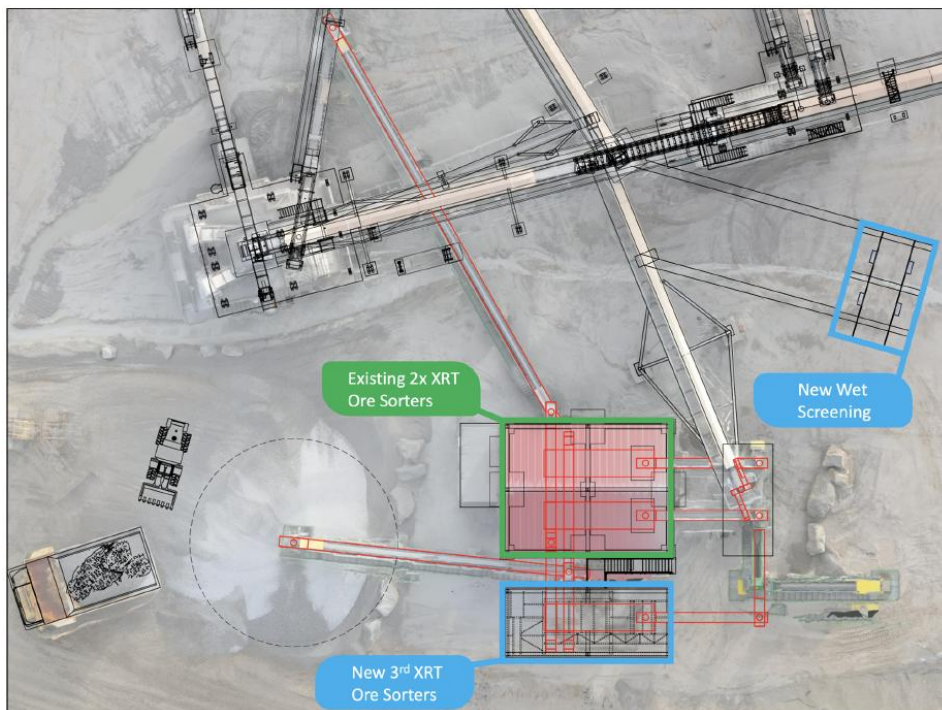 Existing 2x XRT
Ore Sorters
New Wet
Screening
New 3rd XRT
Ore Sorters